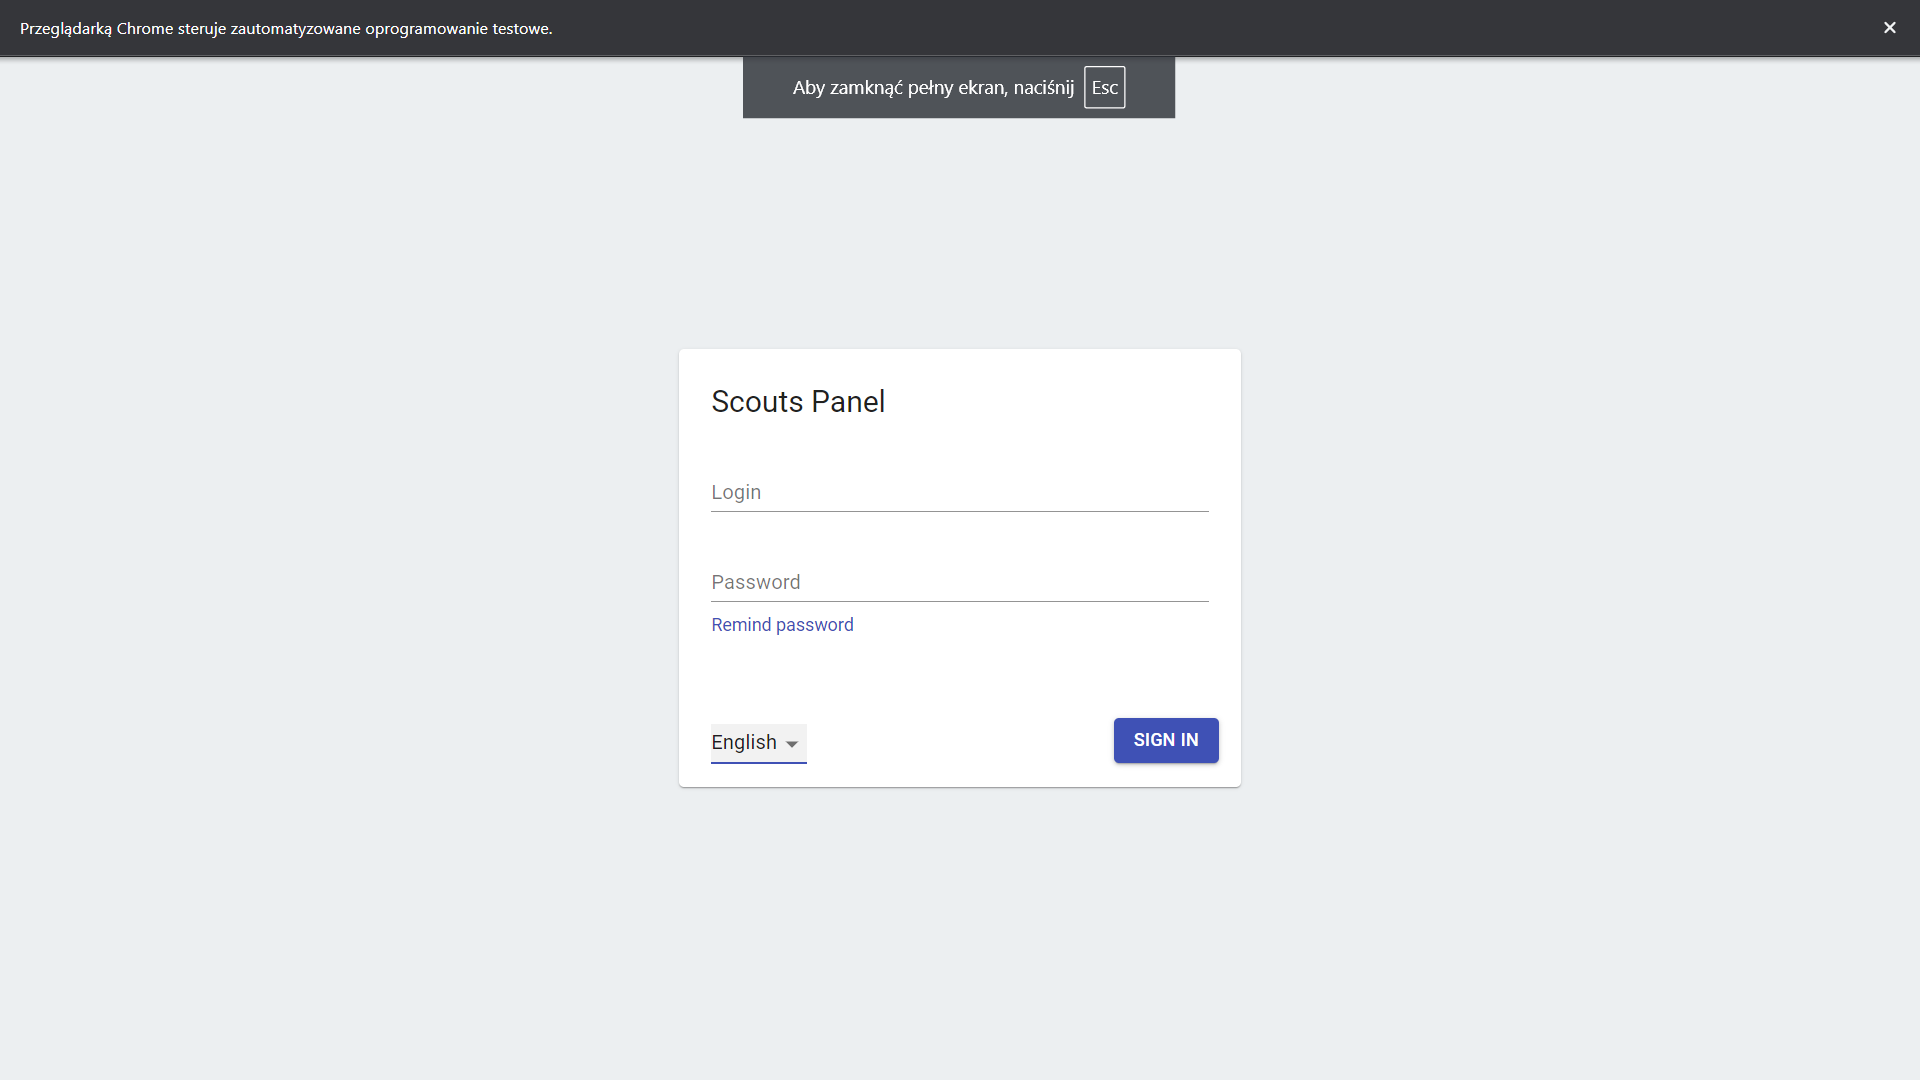 Przeglądarką Chrome steruje zautomatyzowane oprogramowanie testowe.
Aby zamknąć pełny ekran, naciśnij Esc
Scouts Panel
Login
Password
Remind password
English
SIGN IN